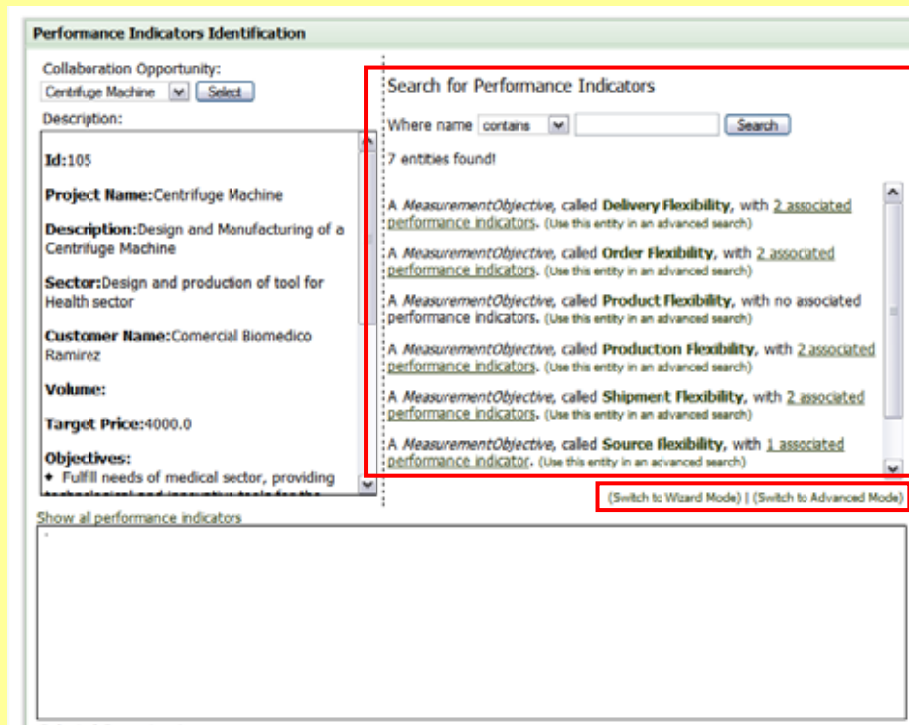 Performance Indicators Identification
Collaboration Opportunity:
Centrifuge Machine Select
Description:
Id:105
Project Name:Centrifuge Machine
Description:Design and Manufacturing of a
Centrifuge Machine
Sector:Design and production of tool for
Health sector
Customer Name:Comercial Biomedico
Ramirez
Volume:
Target Price:4000.0
Objectives:
♦ Fulfill needs of medical sector, providing
Search for Performance Indicators
Where name contains Search
7 entities found!
A MeasurementObjective, called Delivery Flexibility, with 2 associated
performance indicators. (Use this entity in an advanced search)
A MeasurementObjective, called Order Flexibility, with 2 associated
performance indicators. (Use this entity in an advanced search)
A MeasurementObjective, called Product Flexibility, with no associated
performance indicators. (Use this entity in an advanced search)
A MeasurementObjective, called Production Flexibility, with 2 associated
performance indicators. (Use this entity in an advanced search)
A MeasurementObjective, called Shipment Flexibility, with 2 associated
performance indicators. (Use this entity in an advanced search)
A MeasurementObjective, called Source flexibility, with 1 associated
performance indicator. (Use this entity in an advanced search)
(Switch to Wizard Mode) | (Switch to Advanced Mode)
Show al performance indicators